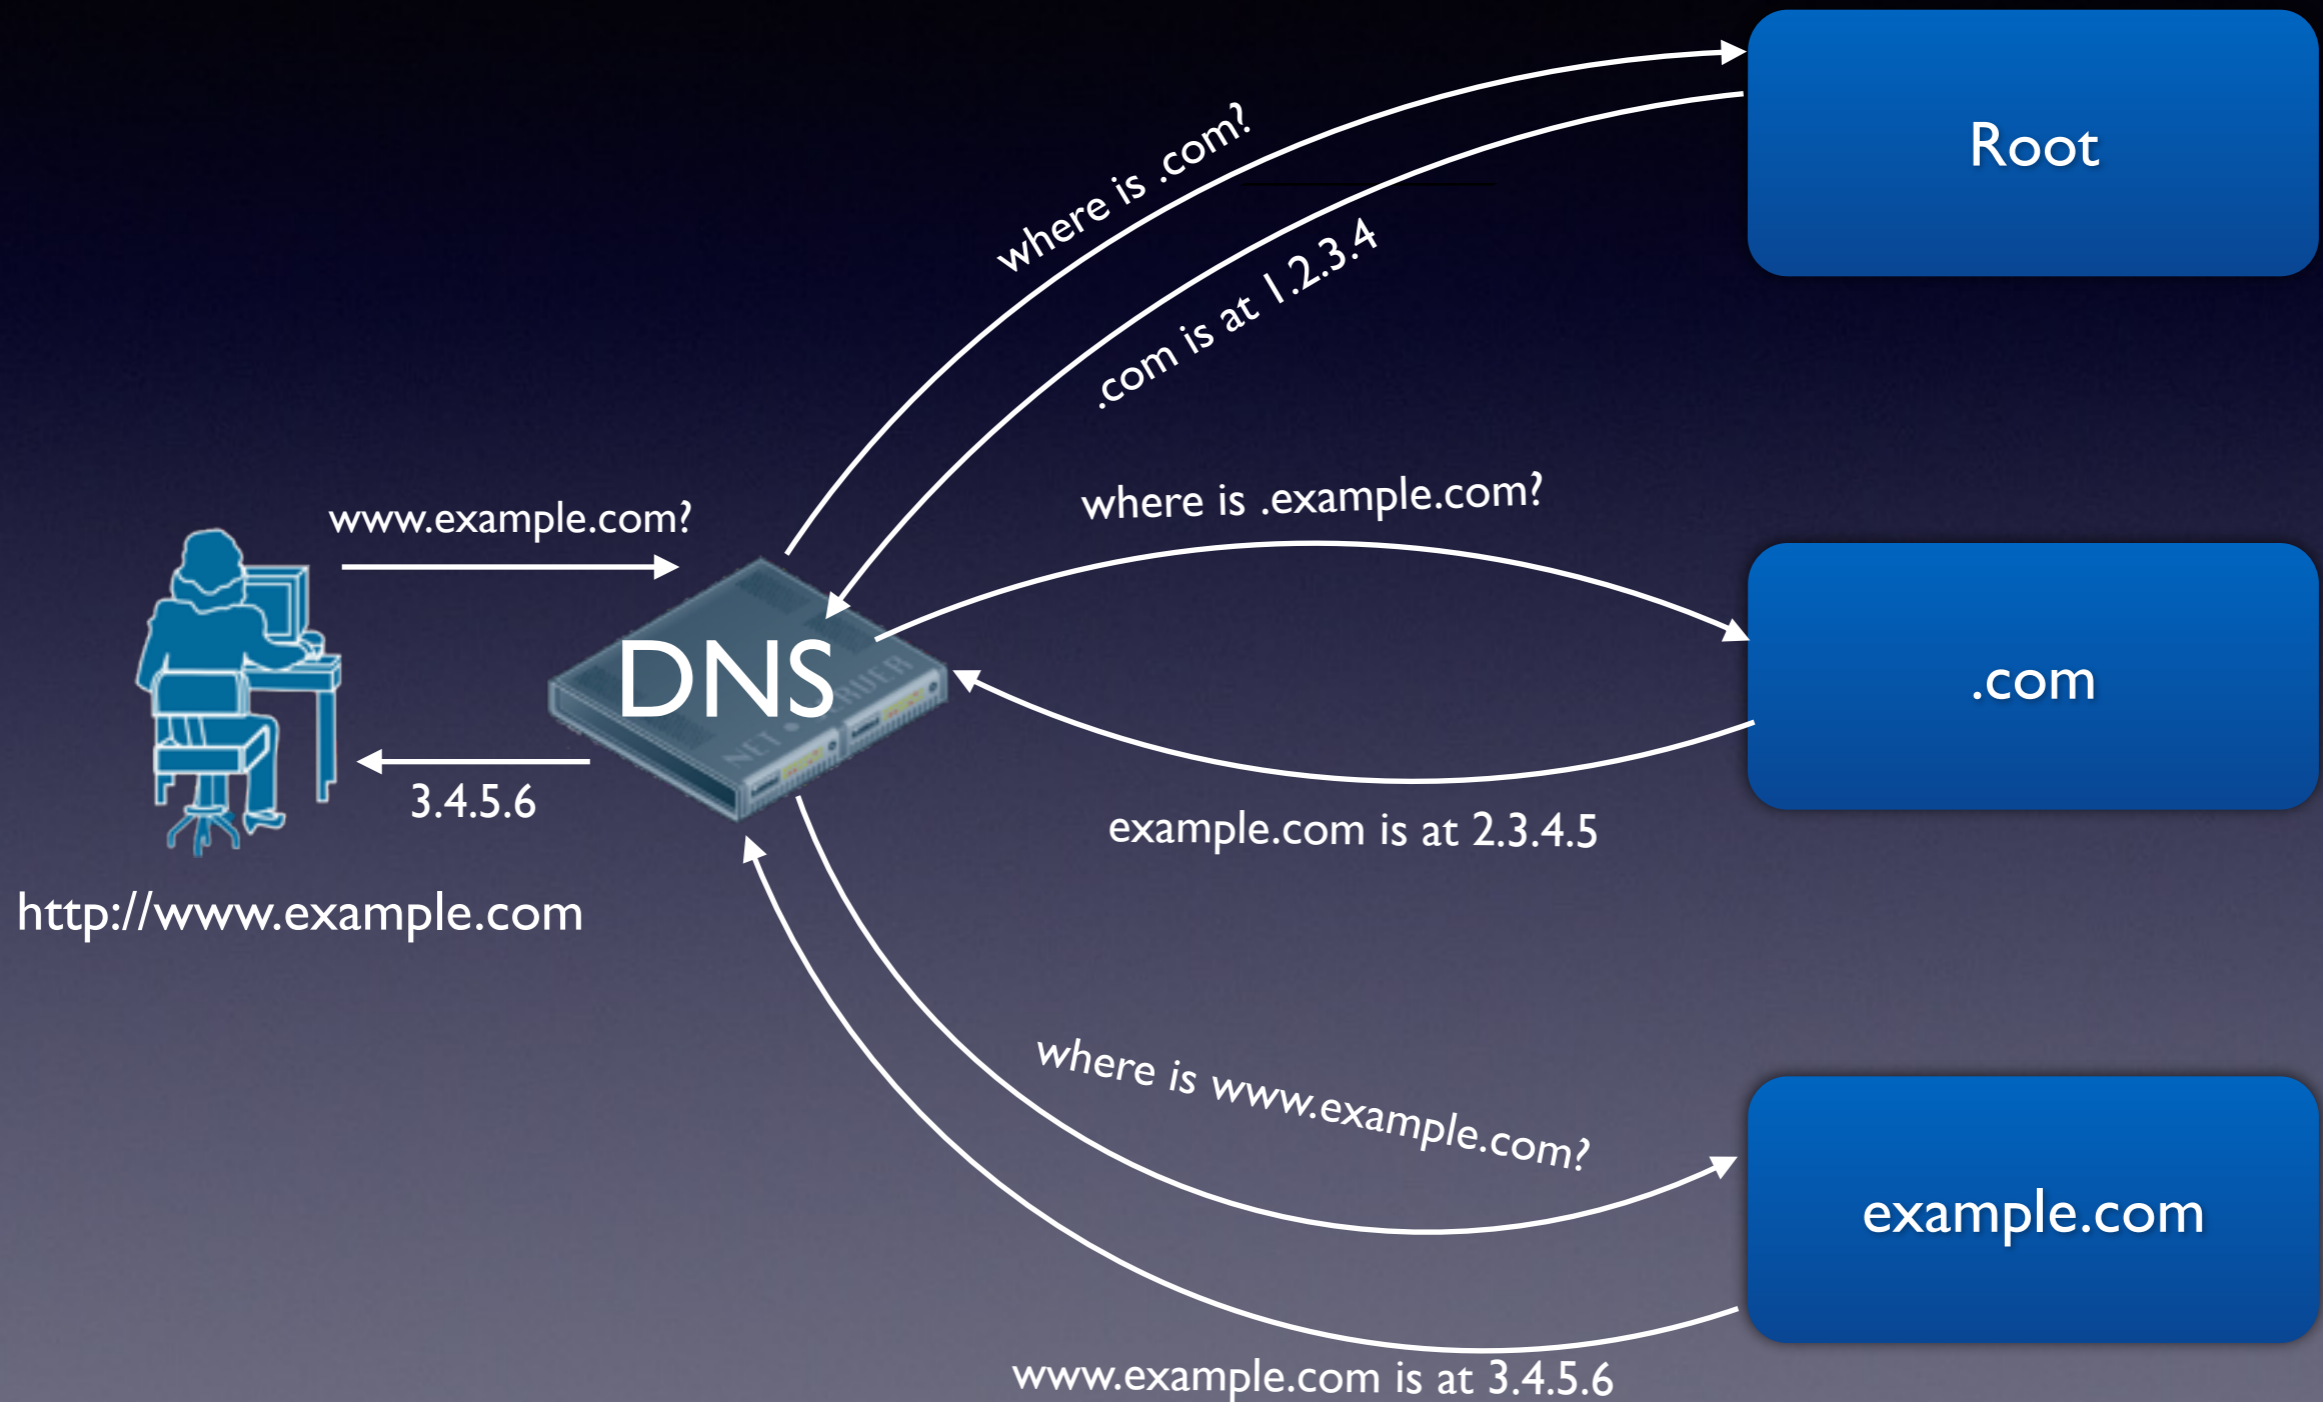 Root
where is .com?
.com is at 1.2.3.4
where is .example.com?
www.example.com?
DNS
NET • SERVER
.com
3.4.5.6
example.com is at 2.3.4.5
http://www.example.com
where is www.example.com?
example.com
www.example.com is at 3.4.5.6